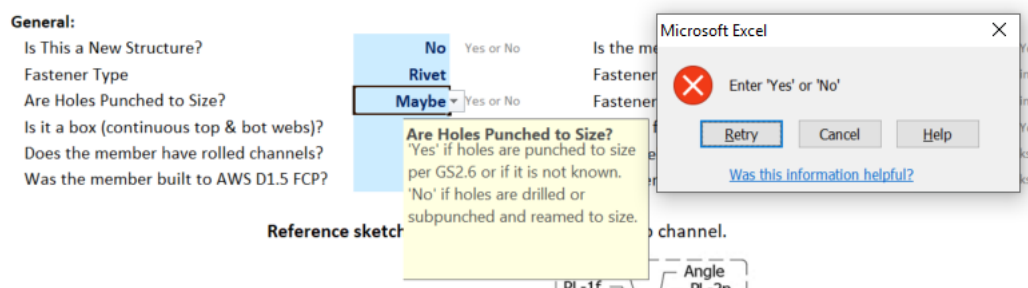 General:
Is This a New Structure? No Yes or No Is the me
Fastener Type Rivet Fastener
Are Holes Punched to Size? Maybe Yes or No Fastener
Is it a box (continuous top & bot webs)?
Does the member have rolled channels?
Was the member built to AWS D1.5 FCP?
Are Holes Punched to Size?
'Yes' if holes are punched to size
per GS2.6 or if it is not known.
'No' if holes are drilled or
subpunched and reamed to size.
Microsoft Excel
Enter 'Yes' or 'No'
Retry Cancel Help
Was this information helpful?
Reference sketch
channel.
Angle
PL-1f
PL-2n